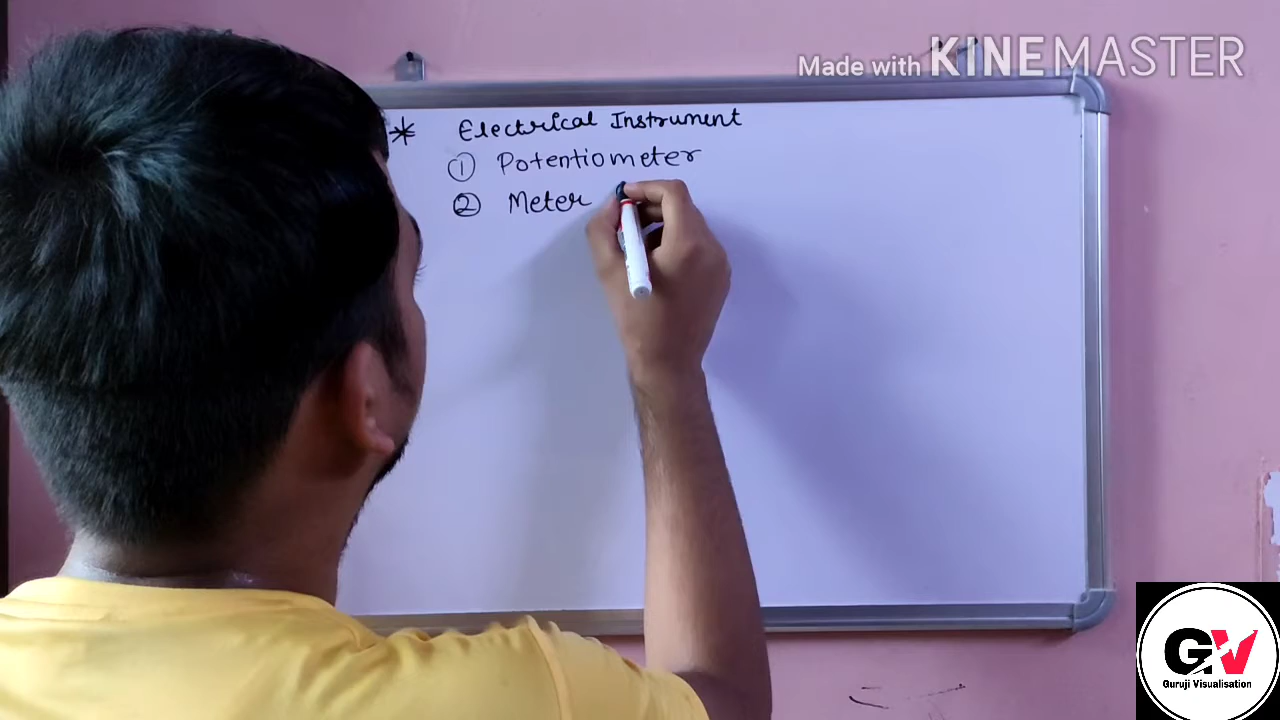 Made with KINEMASTER
* Electrical Instrument
① Potentiometer
② Meter
GV
Guruji Visualisation